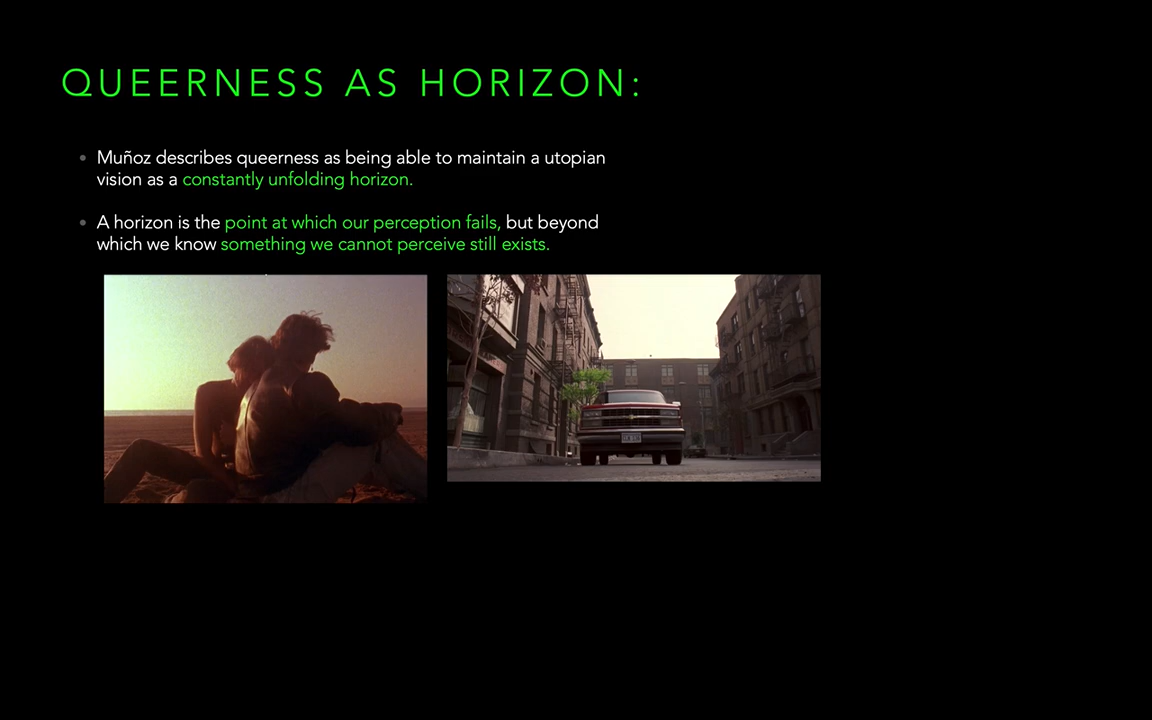 QUEERNESS AS HORIZON:
• Muñoz describes queerness as being able to maintain a utopian
vision as a constantly unfolding horizon.
• A horizon is the point at which our perception fails, but beyond
which we know something we cannot perceive still exists.